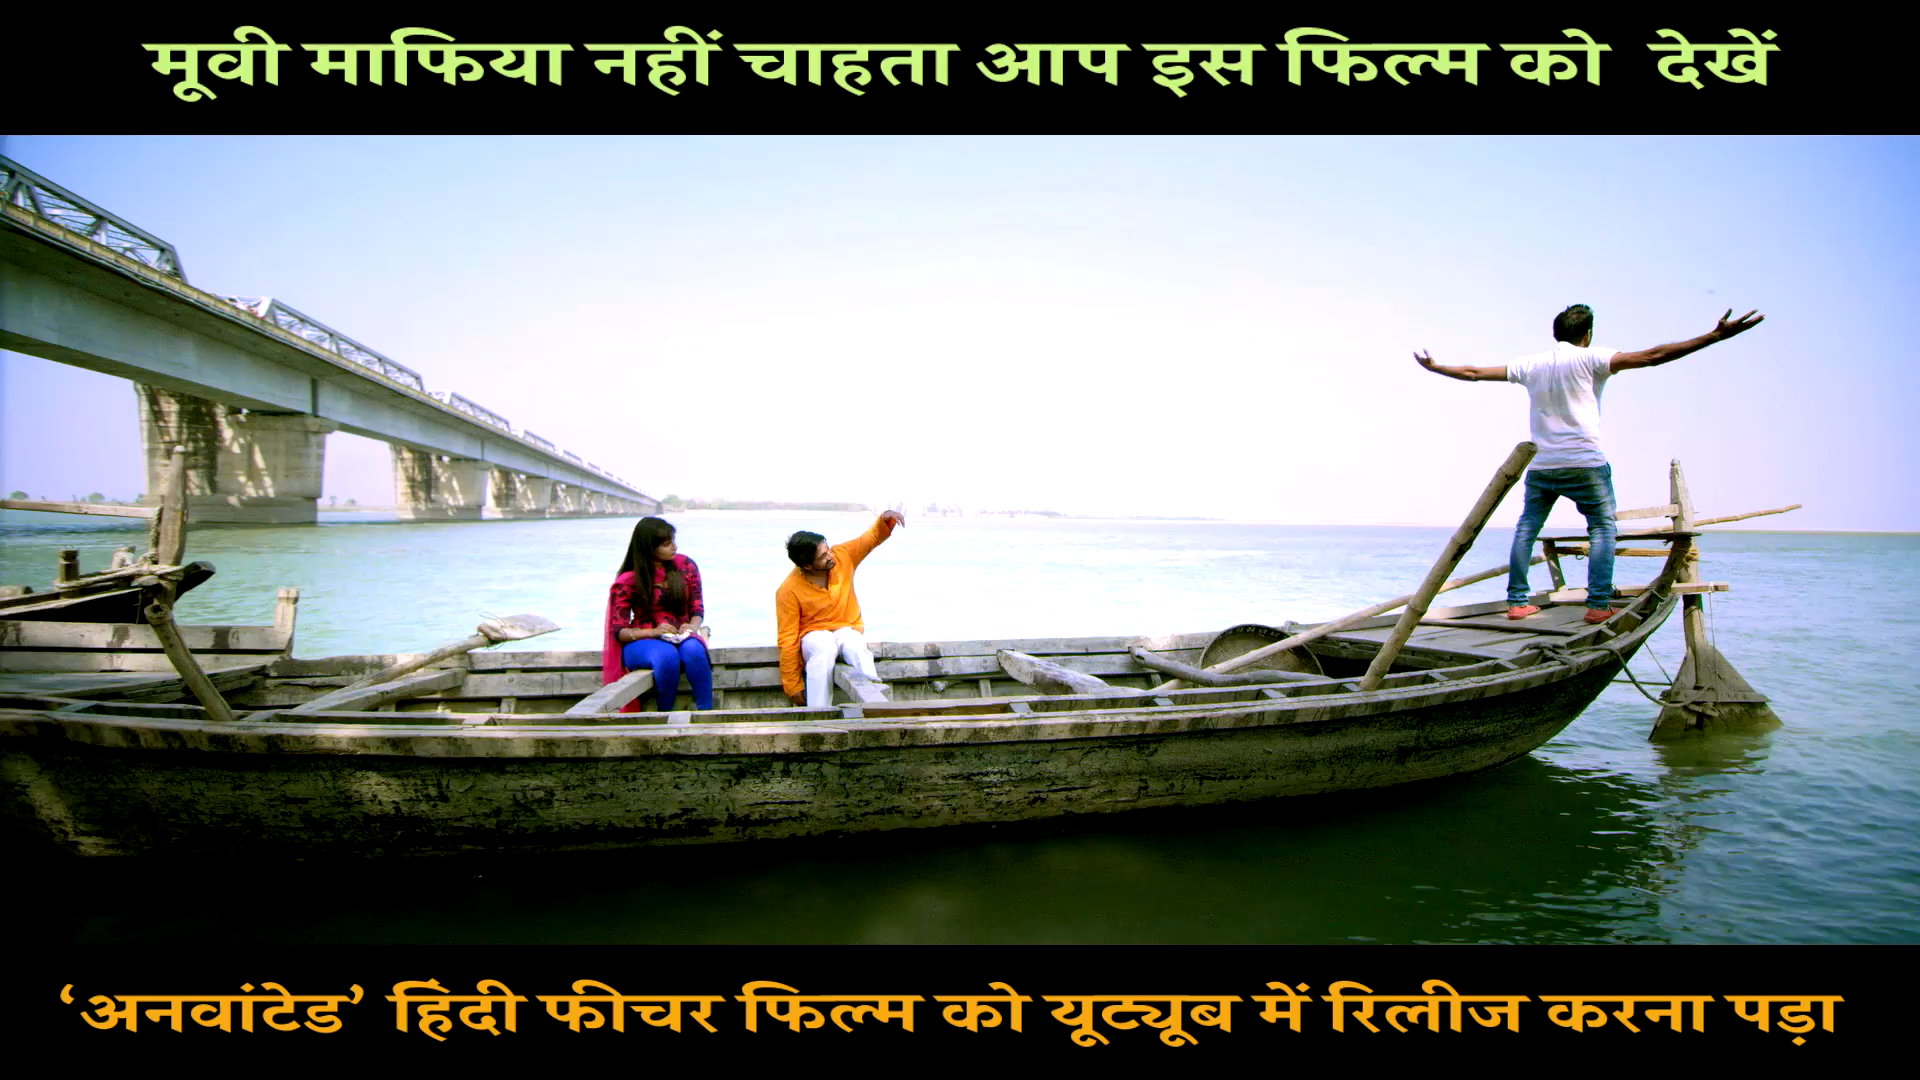 मूवी माफिया नहीं चाहता आप इस फिल्म को देखें
‘अनवांटेड’ हिंदी फीचर फिल्म को यूट्यूब में रिलीज करना पड़ा